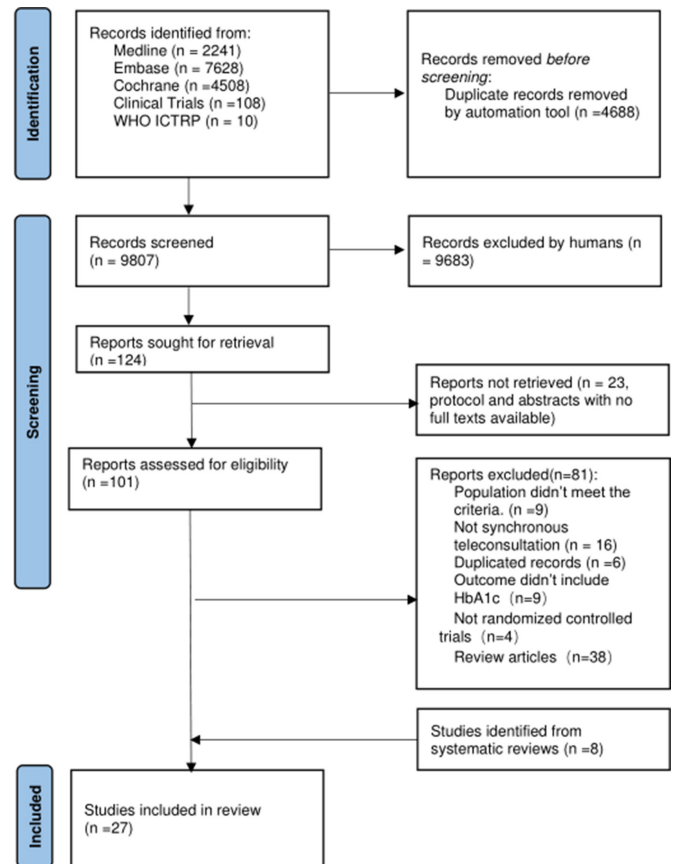 Identification
Records identified from:
Medline (n = 2241)
Embase (n = 7628)
Cochrane (n =4508)
Clinical Trials (n =108)
WHO ICTRP (n = 10)
Records removed before
screening:
Duplicate records removed
by automation tool (n =4688)
Screening
Records screened
(n = 9807)
Records excluded by humans (n
= 9683)
Reports sought for retrieval
(n =124)
Reports not retrieved (n = 23,
protocol and abstracts with no
full texts available)
Reports assessed for eligibility
(n =101)
Reports excluded(n=81):
Population didn't meet the
criteria. (n =9)
Not synchronous
teleconsultation (n = 16)
Duplicated records (n =6)
Outcome didn't include
HbA1c（n=9）
Not randomized controlled
trials（n=4）
Review articles（n=38）
Studies identified from
systematic reviews (n =8)
Included
Studies included in review
(n =27)